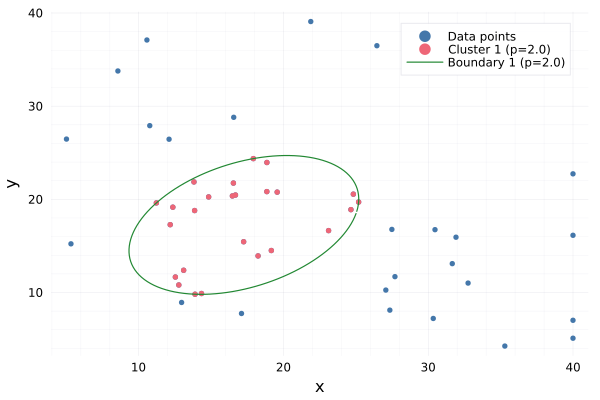 40
Data points
Cluster 1 (p=2.0)
Boundary 1 (p=2.0)
30
y
20
10
10 20 30 40
x